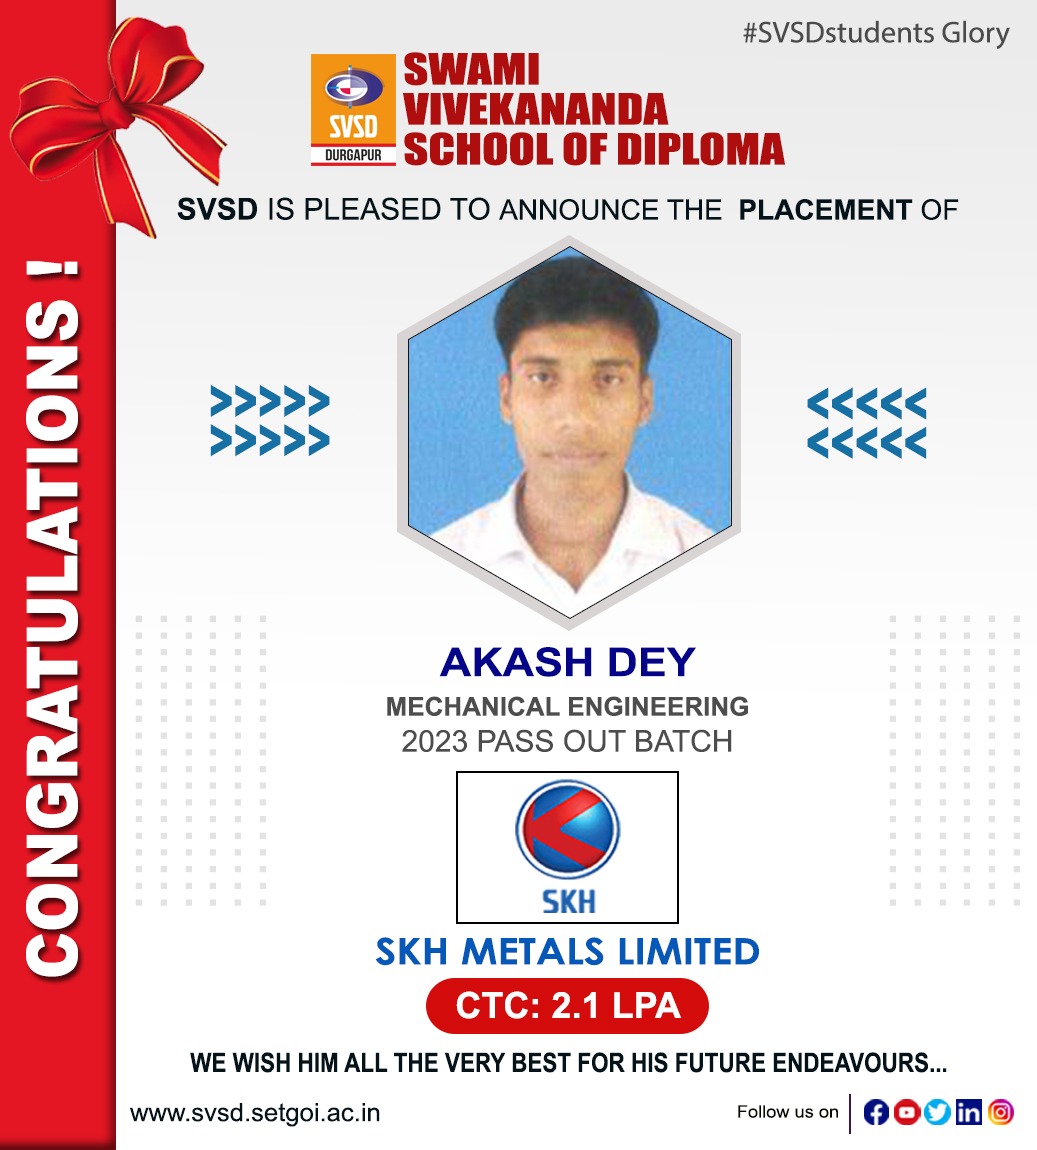 #SVSDstudents Glory
SVSD
DURGAPUR
SWAMI
VIVEKANANDA
SCHOOL OF DIPLOMA
SVSD IS PLEASED TO ANNOUNCE THE PLACEMENT OF
CONGRATULATIONS !
>>>>> <<<<<
>>>>> <<<<<
AKASH DEY
MECHANICAL ENGINEERING
2023 PASS OUT BATCH
SKH
SKH METALS LIMITED
CTC: 2.1 LPA
WE WISH HIM ALL THE VERY BEST FOR HIS FUTURE ENDEAVOURS...
www.svsd.setgoi.ac.in
Follow us on